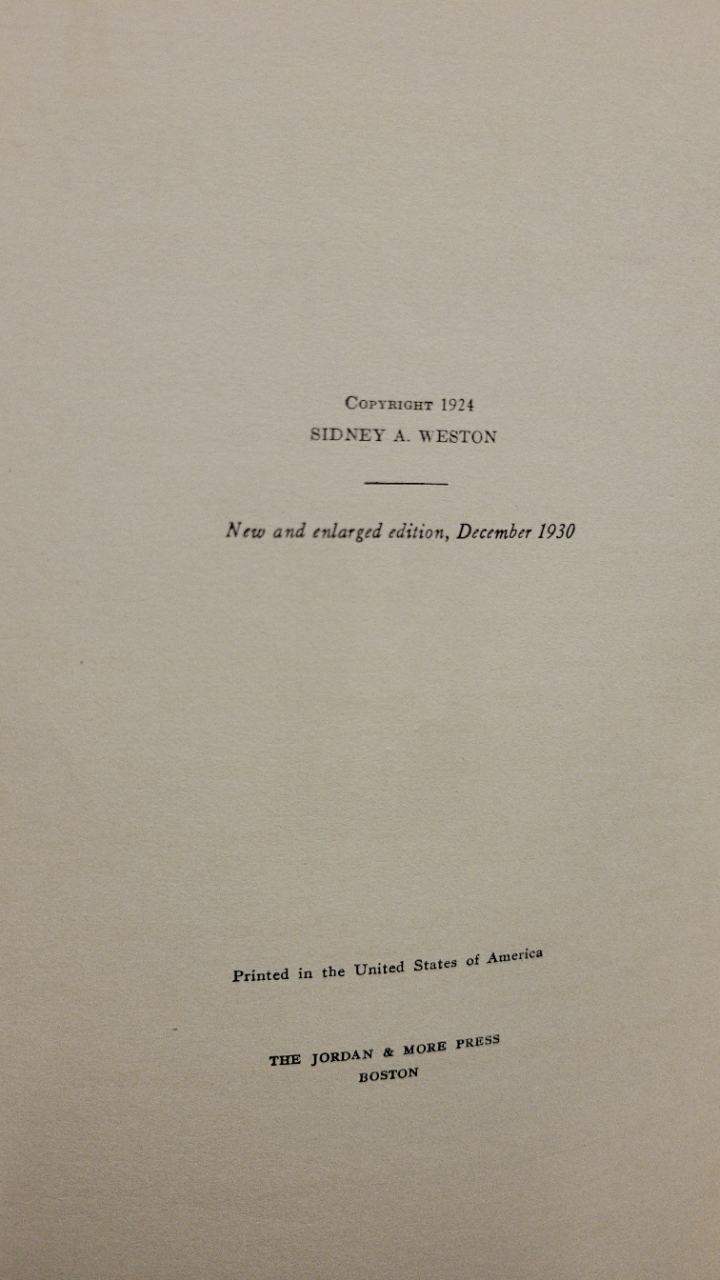 COPYRIGHT 1924
SIDNEY A. WESTON
New and enlarged edition, December 1930
Printed in the United States of America
THE JORDAN & MORE PRESS
BOSTON